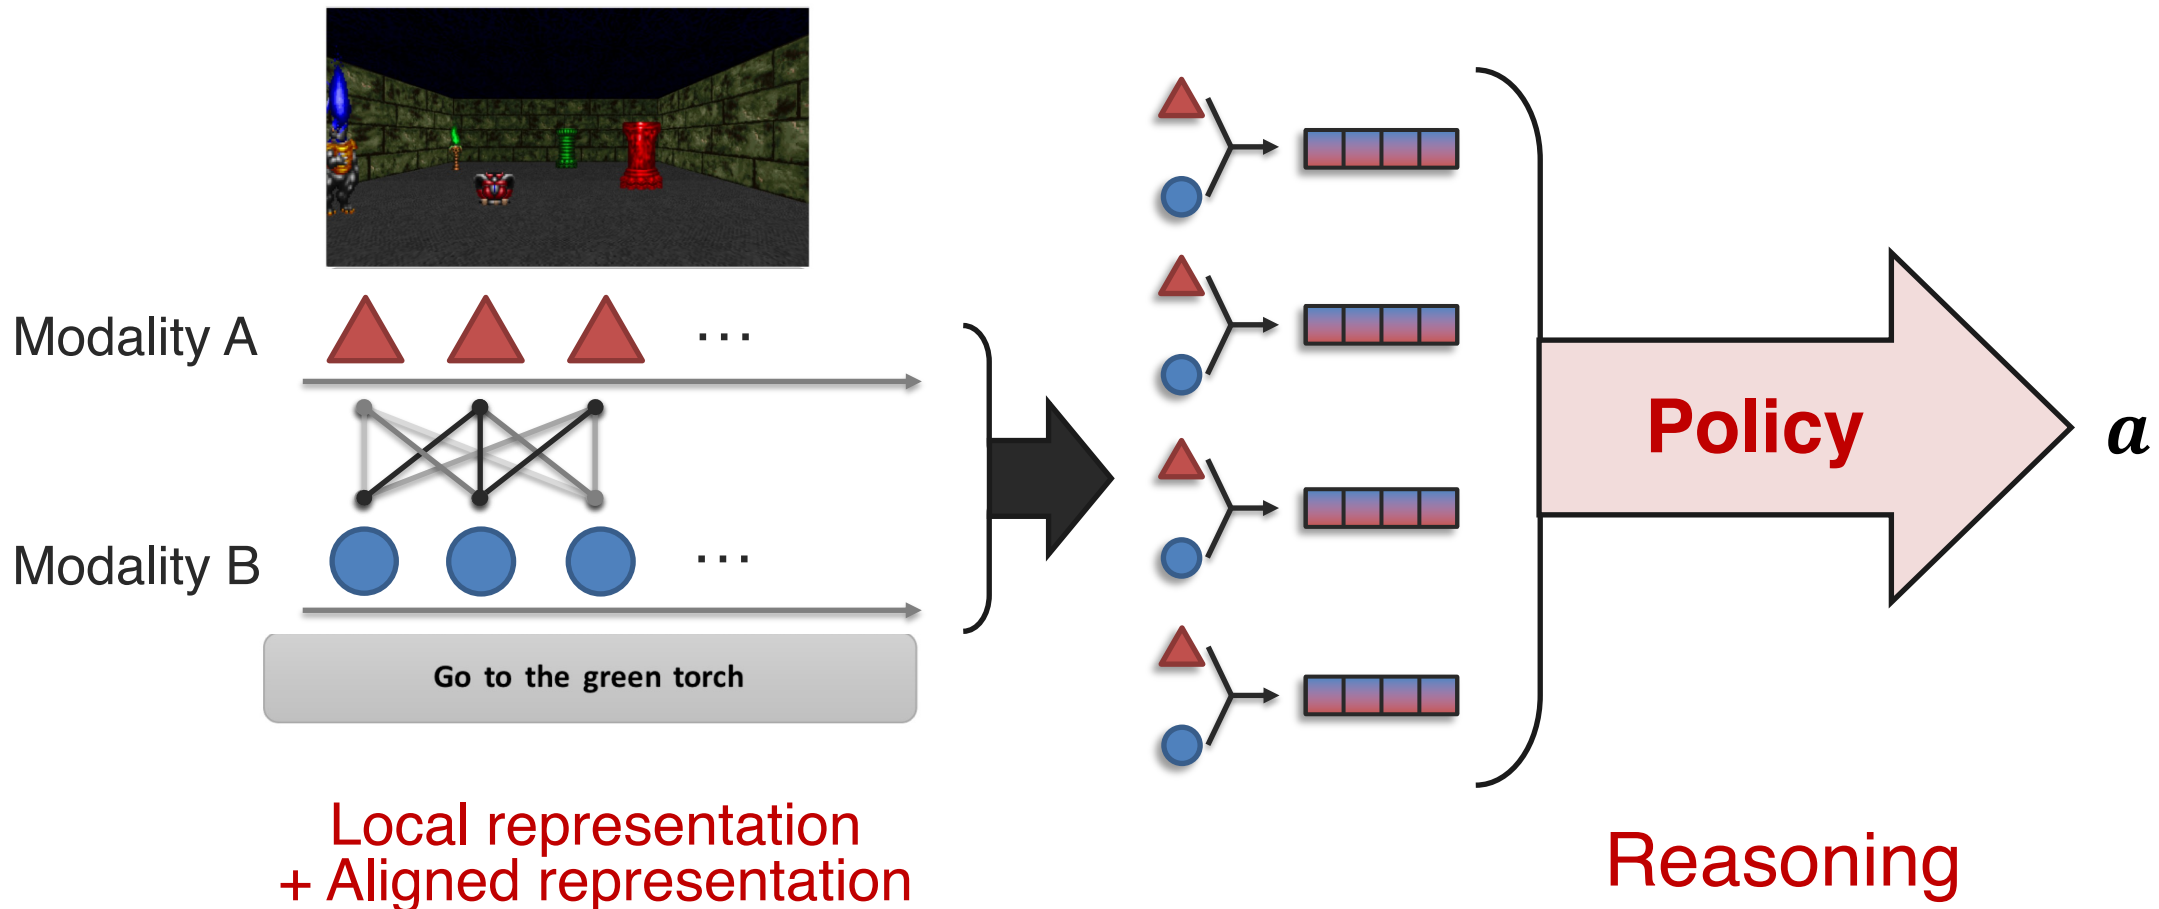 Modality A
...
Modality B
...
Go to the green torch
Local representation
+ Aligned representation
Policy
a
Reasoning